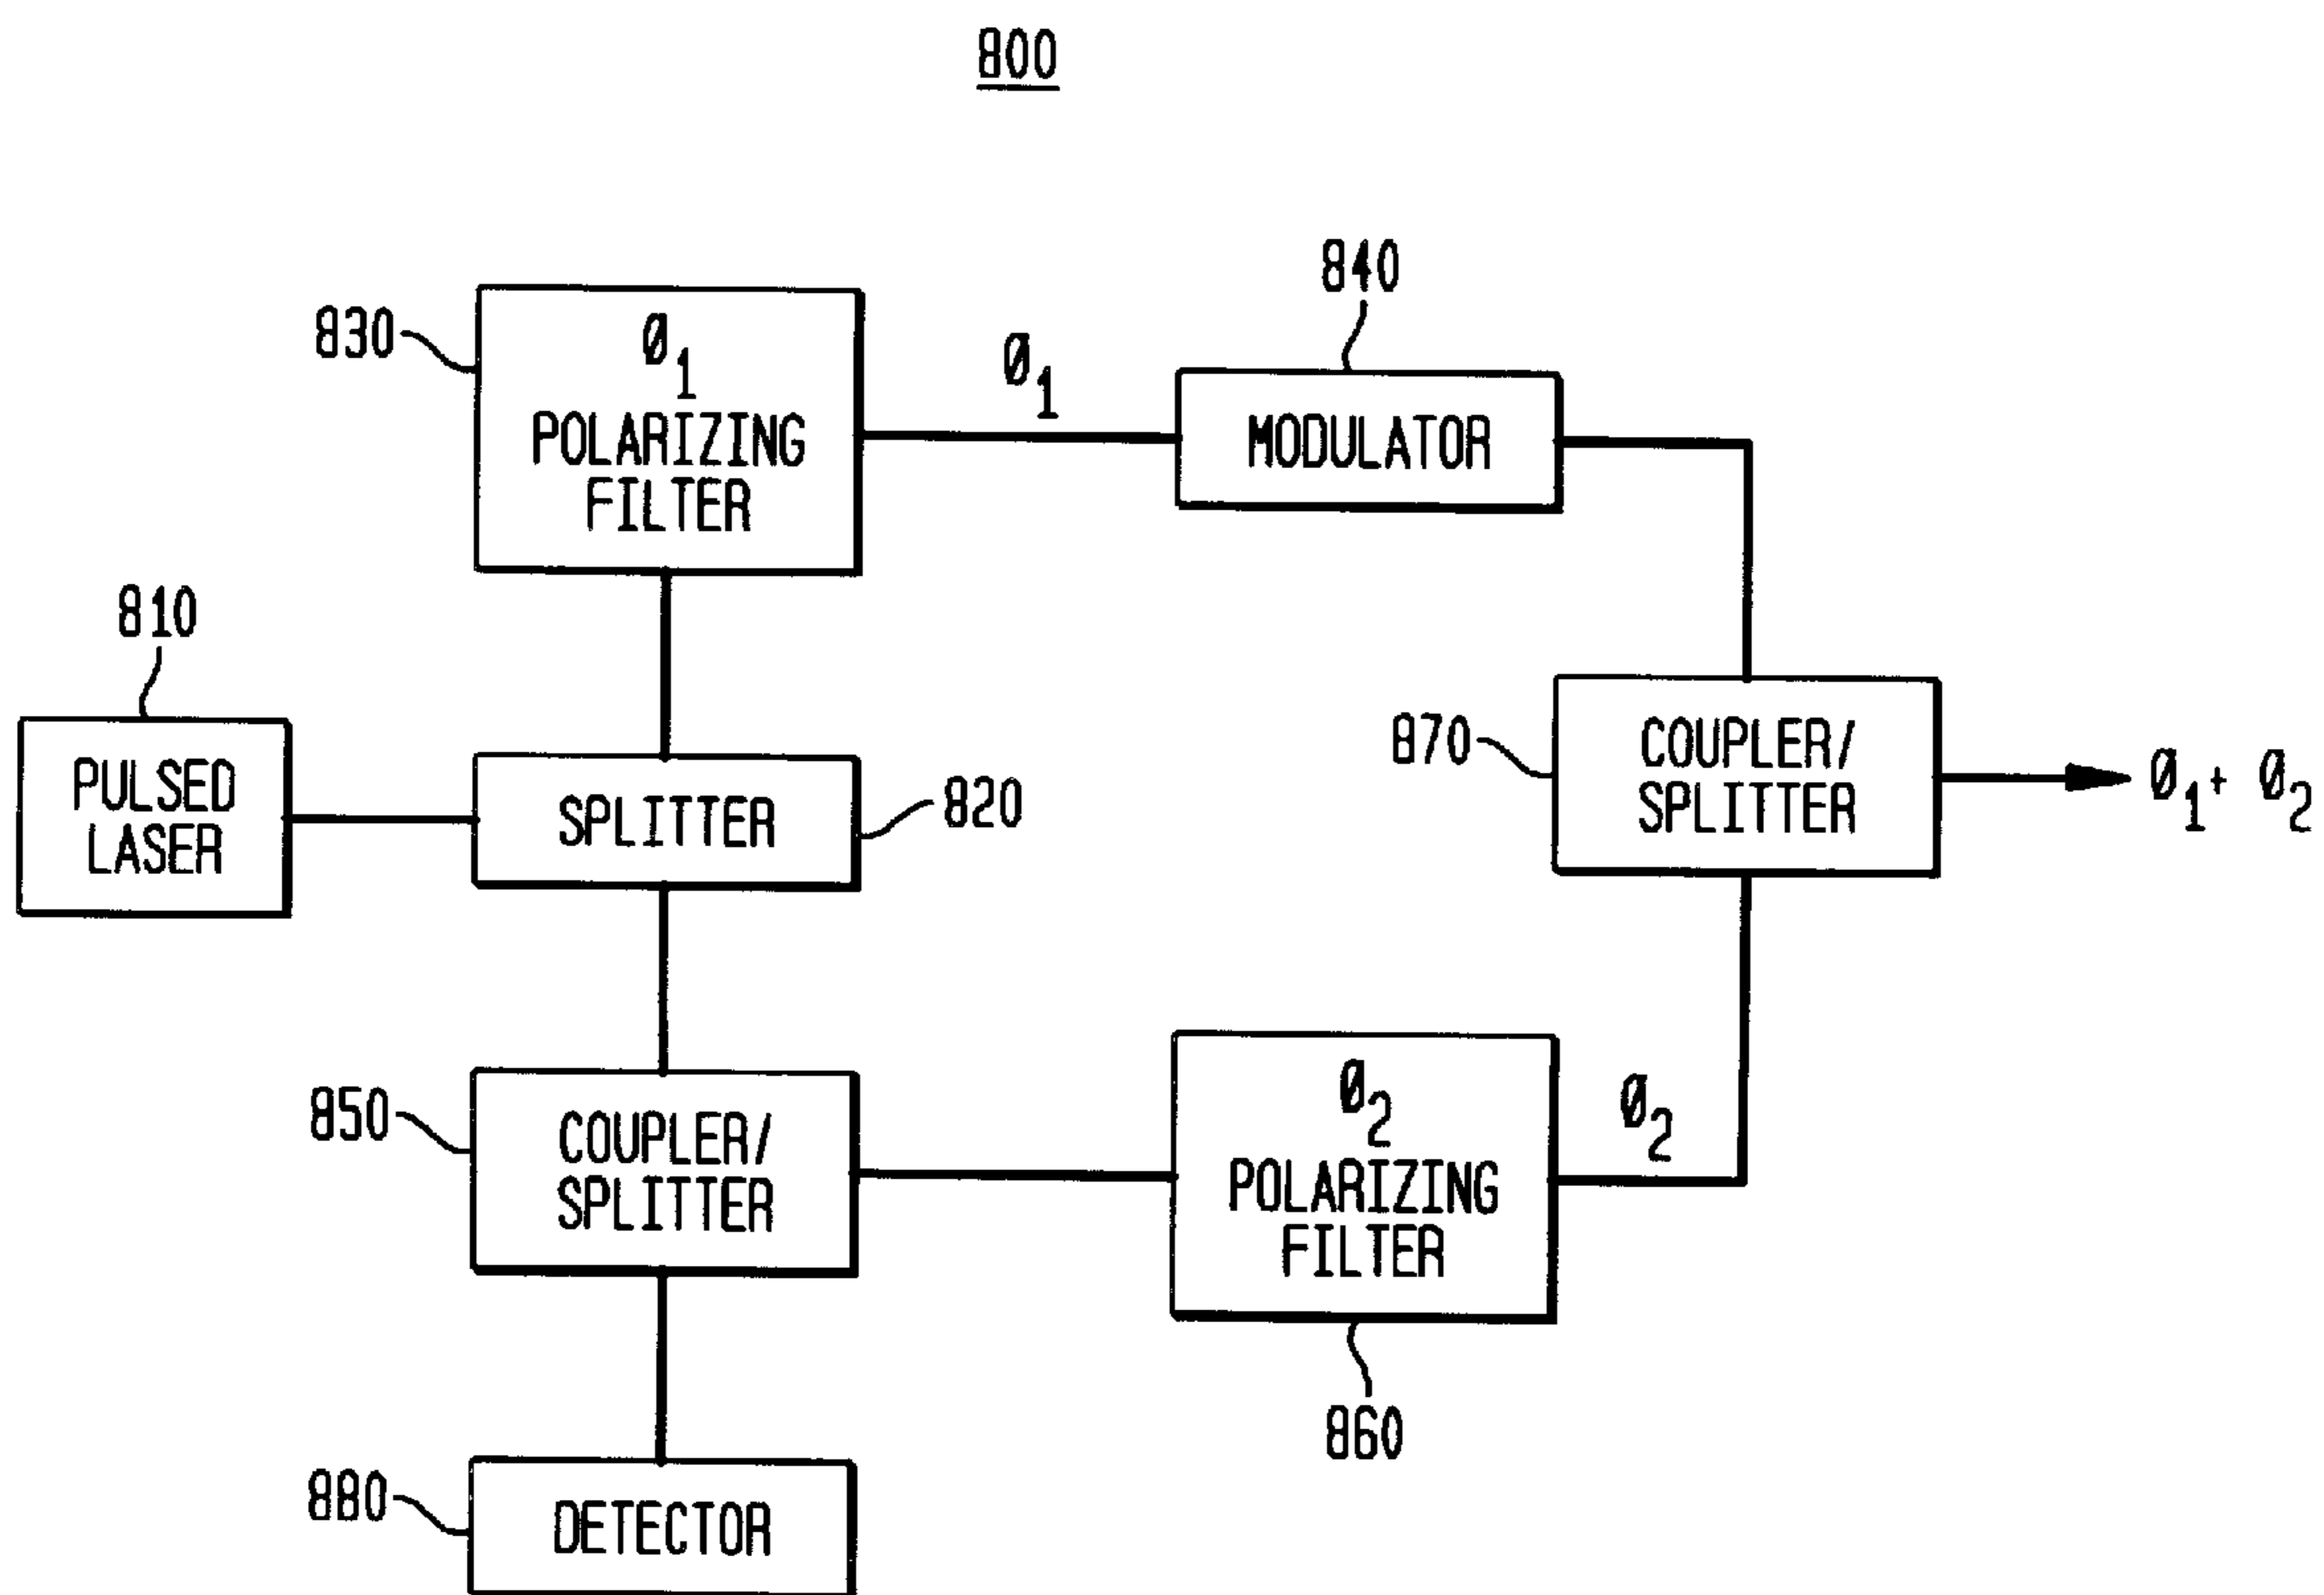 800
830
Ø1
POLARIZING
FILTER
Ø1
840
MODULATOR
810
PULSED
LASER
SPLITTER
820
870
COUPLER/
SPLITTER
Ø1 + Ø2
850
COUPLER/
SPLITTER
Ø2
POLARIZING
FILTER
Ø2
860
880
DETECTOR